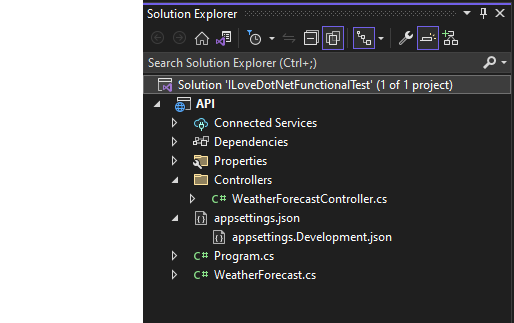 Solution Explorer
Search Solution Explorer (Ctrl+;)
Solution 'ILoveDotNetFunctionalTest' (1 of 1 project)
API
Connected Services
Dependencies
Properties
Controllers
C# WeatherForecastController.cs
appsettings.json
appsettings.Development.json
C# Program.cs
C# WeatherForecast.cs